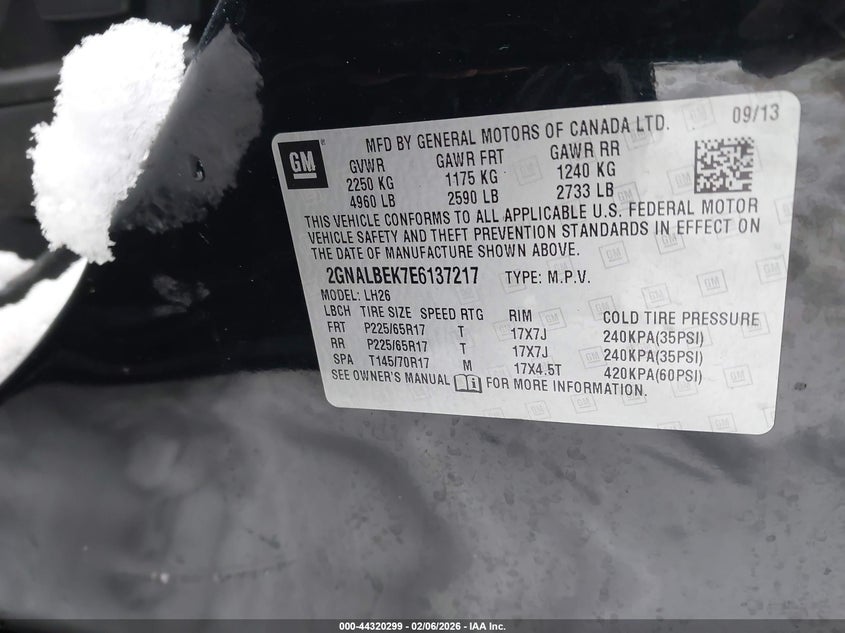 09/13
GM
MFD BY GENERAL MOTORS OF CANADA LTD.
GVWR GAWR FRT GAWR RR
2250 KG 1175 KG 1240 KG
4960 LB 2590 LB 2733 LB
THIS VEHICLE CONFORMS TO ALL APPLICABLE U.S. FEDERAL MOTOR
VEHICLE SAFETY AND THEFT PREVENTION STANDARDS IN EFFECT ON
THE DATE OF MANUFACTURE SHOWN ABOVE.
2GNALBEK7E6137217 TYPE: M.P.V.
MODEL: LH26
LBCH TIRE SIZE SPEED RTG RIM COLD TIRE PRESSURE
FRT P225/65R17 T 17X7J 240KPA(35PSI)
RR P225/65R17 T 17X7J 240KPA(35PSI)
SPA T145/70R17 M 17X4.5T 420KPA(60PSI)
SEE OWNER'S MANUAL FOR MORE INFORMATION.
000-44320299 - 02/06/2026 - IAA Inc.